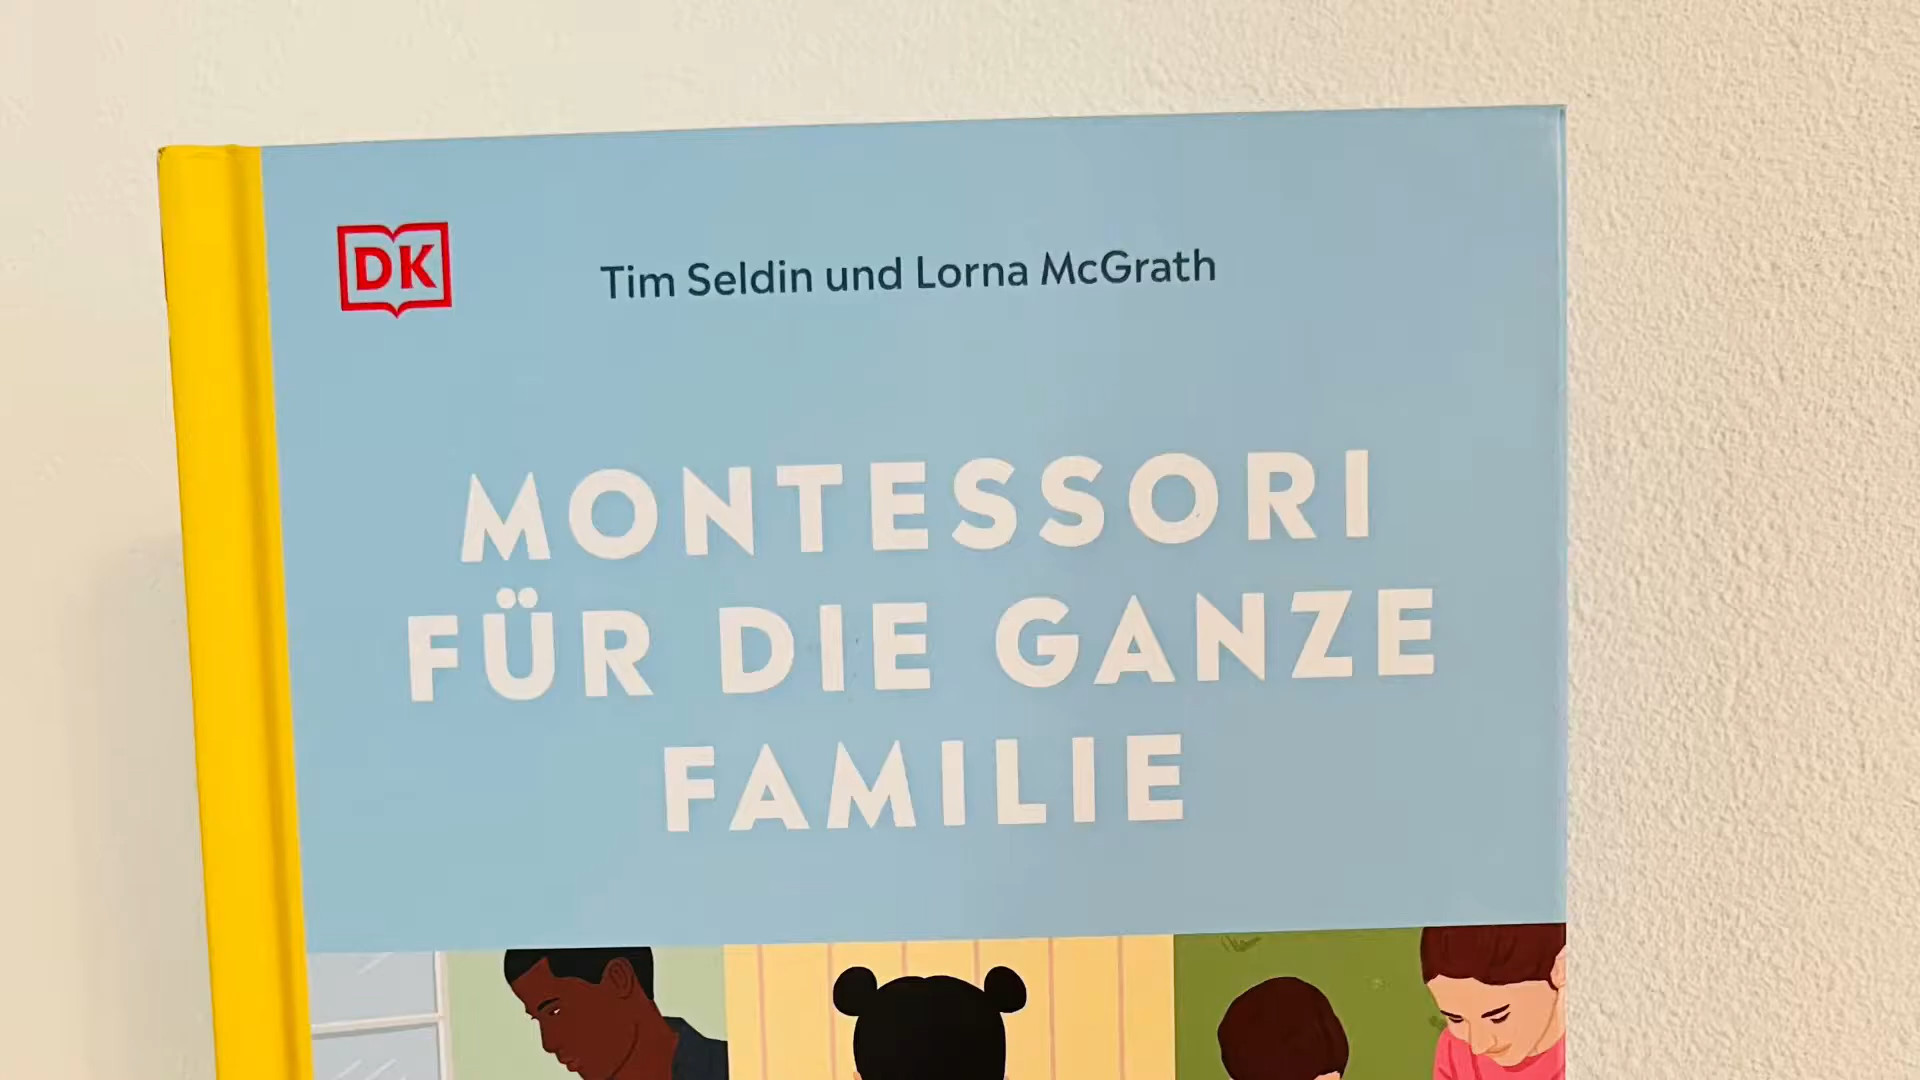 DK
Tim Seldin und Lorna McGrath
MONTESSORI
FÜR DIE GANZE
FAMILIE